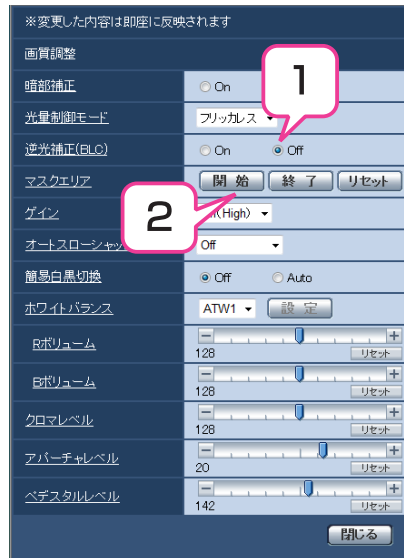 ※変更した内容は即座に反映されます
画質調整
暗部補正 On
1
光量制御モード フリッカレス
逆光補正(BLC) On Off
マスクエリア 開始 終了 リセット
2
ゲイン (High)
オートスローシャッ Off
簡易白黒切換 Off Auto
ホワイトバランス ATW1 設定
Rボリューム 128 リセット
Bボリューム 128 リセット
クロマレベル 128 リセット
アパーチャレベル 20 リセット
ペデスタルレベル 142 リセット
閉じる